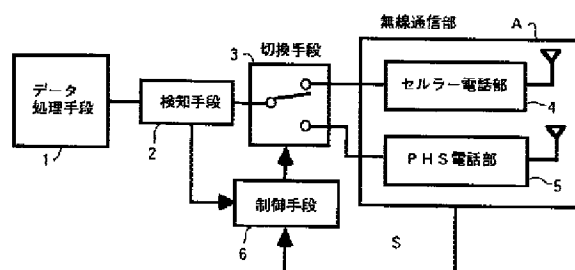 無線通信部
A
3
切換手段
データ
処理手段
検知手段
セルラー電話部
4
1
2
PHS電話部
5
制御手段
6
S